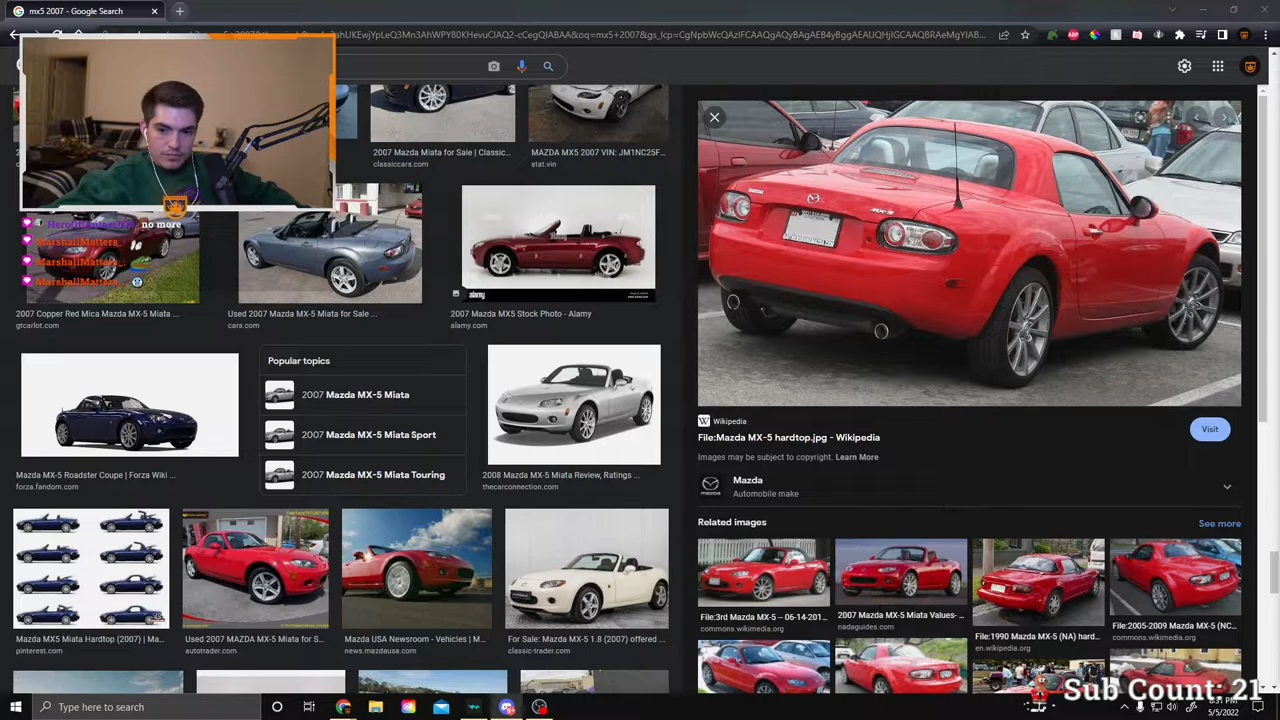 mx5 2007 - Google Search
2007 Mazda Miata for Sale | Classic...
classiccars.com
MAZDA MX5 2007 VIN: JM1NC25F...
stat.vin
no more
MarshallMatters_:
MarshallMatters_:
MarshallMatters_:
2007 Copper Red Mica Mazda MX-5 Miata ...
gtcarlot.com
Used 2007 Mazda MX-5 Miata for Sale ...
cars.com
alamy
2007 Mazda MX5 Stock Photo - Alamy
alamy.com
Popular topics
2007 Mazda MX-5 Miata
2007 Mazda MX-5 Miata Sport
2007 Mazda MX-5 Miata Touring
Mazda MX-5 Roadster Coupe | Forza Wiki ...
forza.fandom.com
2008 Mazda MX-5 Miata Review, Ratings ...
thecarconnection.com
Mazda MX5 Miata Hardtop (2007) | Ma...
pinterest.com
Used 2007 MAZDA MX-5 Miata for S...
autotrader.com
Mazda USA Newsroom - Vehicles | M...
news.mazdausa.com
For Sale: Mazda MX-5 1.8 (2007) offered ...
classic-trader.com
Wikipedia
File:Mazda MX-5 hardtop.jpg - Wikipedia
Visit
Images may be subject to copyright. Learn More
Mazda
Automobile make
Related images
See more
File:3rd Mazda MX-5 -- 06-14-201...
commons.wikimedia.org
2007 Mazda MX-5 Miata Values-...
nadaguides.com
File:1990 Mazda MX-5 (NA) hard...
en.wikipedia.org
File:2005-2009 Mazda MX-5 (NC...
commons.wikimedia.org
Sub Count: 21
Type here to search
5/5/2022